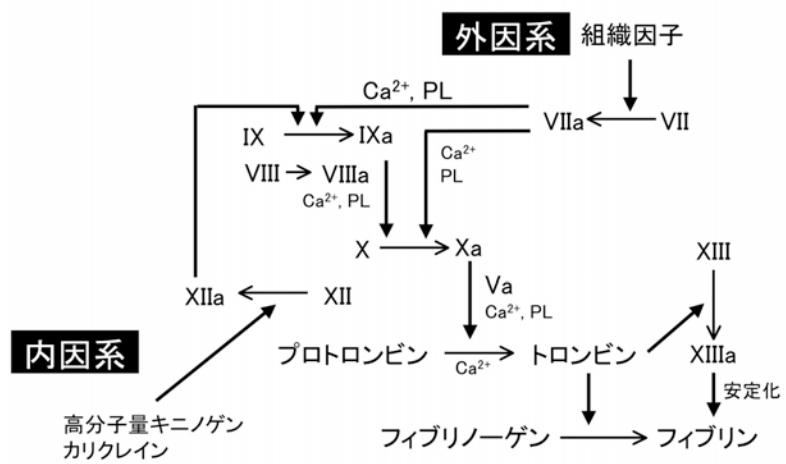 外因系 組織因子
Ca²⁺, PL
VIIa VII
IX IXa
Ca²⁺
PL
VIII VIIIa
Ca²⁺, PL
X Xa
XIII
XIIa XII
Va
Ca²⁺, PL
内因系
プロトロンビン トロンビン XIIIa
Ca²⁺
安定化
高分子量キニノゲン
カリクレイン
フィブリノーゲン フィブリン